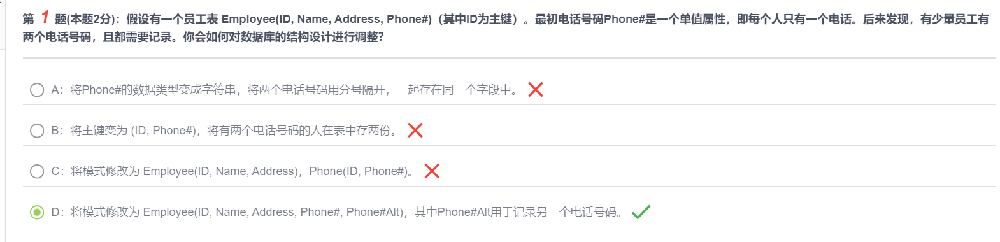 第 1 题(本题2分)：假设有一个员工表 Employee(ID, Name, Address, Phone#)（其中ID为主键）。最初电话号码Phone#是一个单值属性，即每个人只有一个电话。后来发现，有少量员工有
两个电话号码，且都需要记录。你会如何对数据库的结构设计进行调整？
A：将Phone#的数据类型变成字符串，将两个电话号码用分号隔开，一起存在同一个字段中。
B：将主键变为 (ID, Phone#)，将有两个电话号码的人在表中存两份。
C：将模式修改为 Employee(ID, Name, Address)，Phone(ID, Phone#)。
D：将模式修改为 Employee(ID, Name, Address, Phone#, Phone#Alt)，其中Phone#Alt用于记录另一个电话号码。